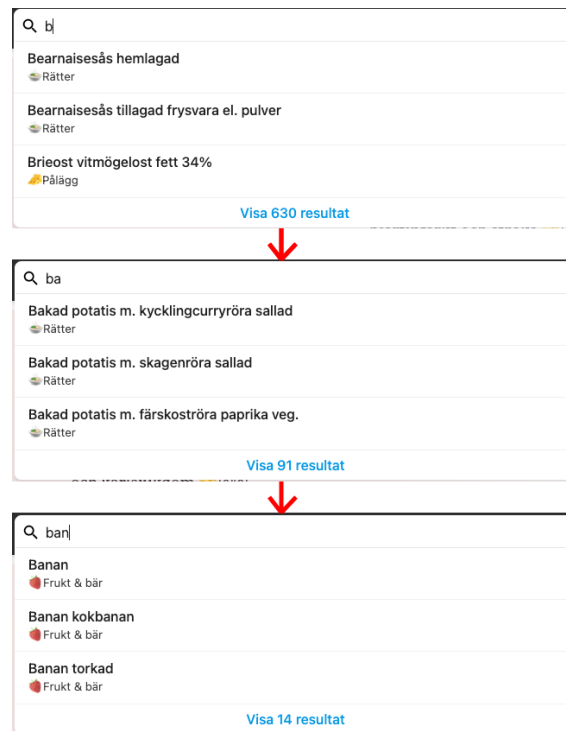 b
Bearnaisesås hemlagad
Rätter
Bearnaisesås tillagad frysvara el. pulver
Rätter
Brieost vitmögelost fett 34%
Pålägg
Visa 630 resultat
ba
Bakad potatis m. kycklingcurryröra sallad
Rätter
Bakad potatis m. skagenröra sallad
Rätter
Bakad potatis m. färskoströra paprika veg.
Rätter
Visa 91 resultat
ban
Banan
Frukt & bär
Banan kokbanan
Frukt & bär
Banan torkad
Frukt & bär
Visa 14 resultat